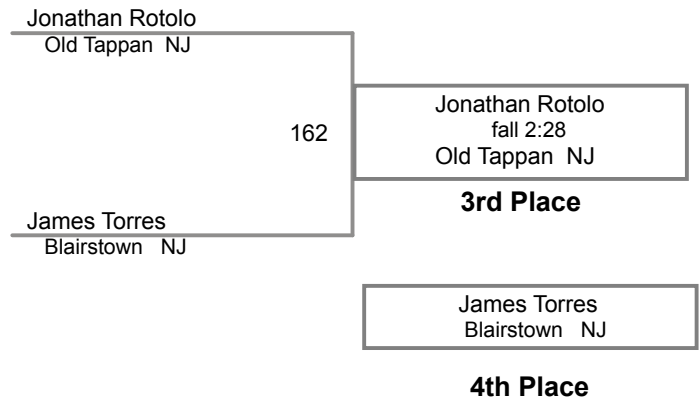 Jonathan Rotolo
Old Tappan NJ
162
Jonathan Rotolo
fall 2:28
Old Tappan NJ
3rd Place
James Torres
Blairstown NJ
James Torres
Blairstown NJ
4th Place